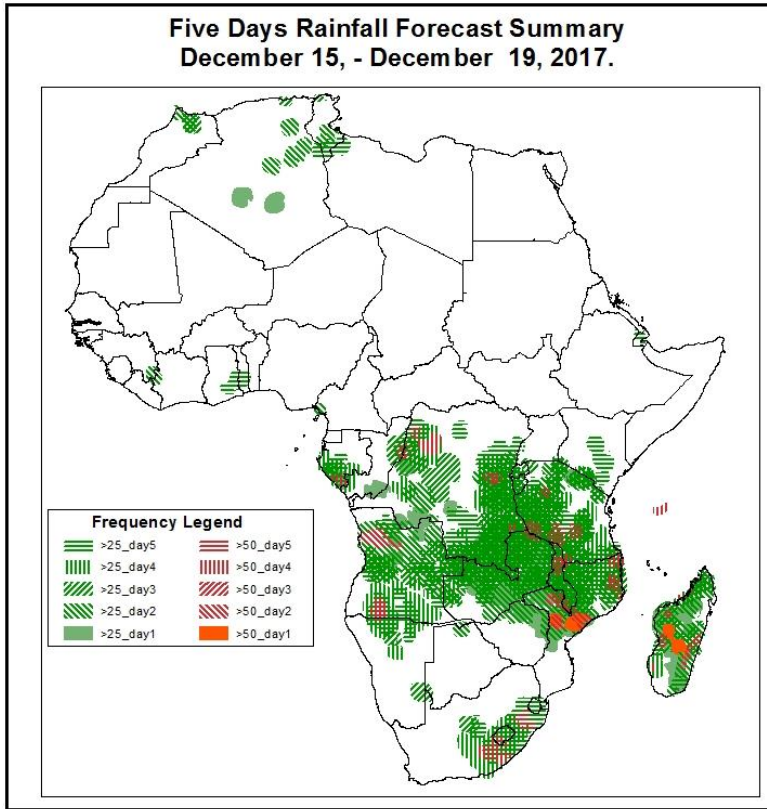 Five Days Rainfall Forecast Summary
December 15, - December 19, 2017.
Frequency Legend
>25_day5 >50_day5
>25_day4 >50_day4
>25_day3 >50_day3
>25_day2 >50_day2
>25_day1 >50_day1